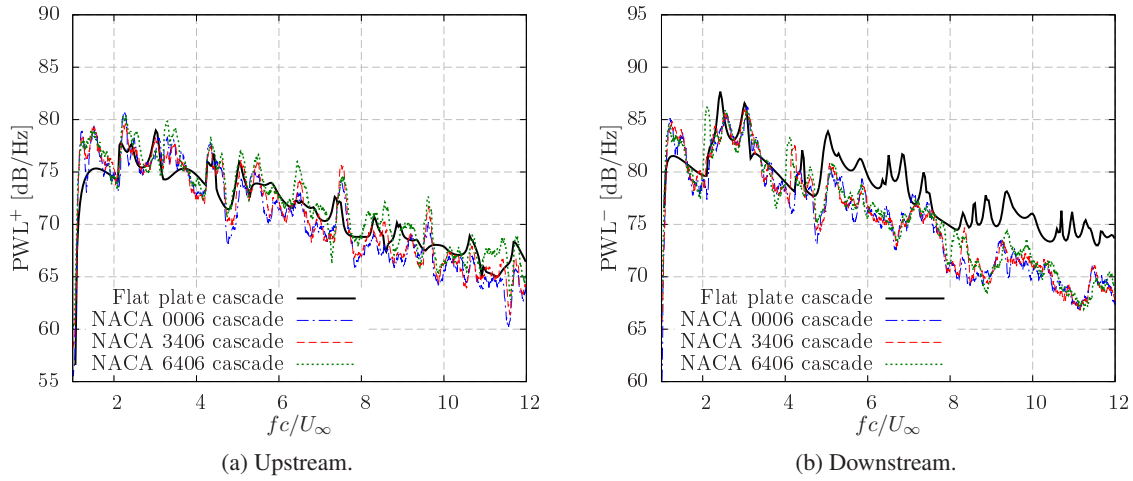 90
85
80
75
70
65
60
55
PWL+ [dB/Hz]
Flat plate cascade
NACA 0006 cascade
NACA 3406 cascade
NACA 6406 cascade
2 4 6 8 10 12
fc/U∞
(a) Upstream.
95
90
85
80
75
70
65
60
PWL− [dB/Hz]
Flat plate cascade
NACA 0006 cascade
NACA 3406 cascade
NACA 6406 cascade
2 4 6 8 10 12
fc/U∞
(b) Downstream.